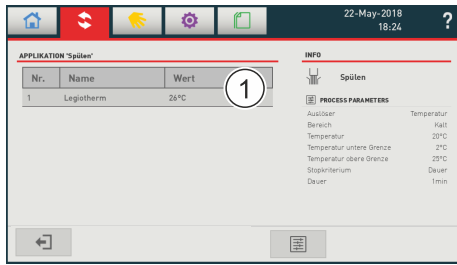 22-May-2018
18:24
?
APPLIKATION 'Spülen'
Nr. Name Wert
1 Legiotherm 26°C
1
INFO
Spülen
PROCESS PARAMETERS
Auslöser Temperatur
Bereich Kalt
Temperatur 20°C
Temperatur untere Grenze 2°C
Temperatur obere Grenze 25°C
Stopkriterium Dauer
Dauer 1min